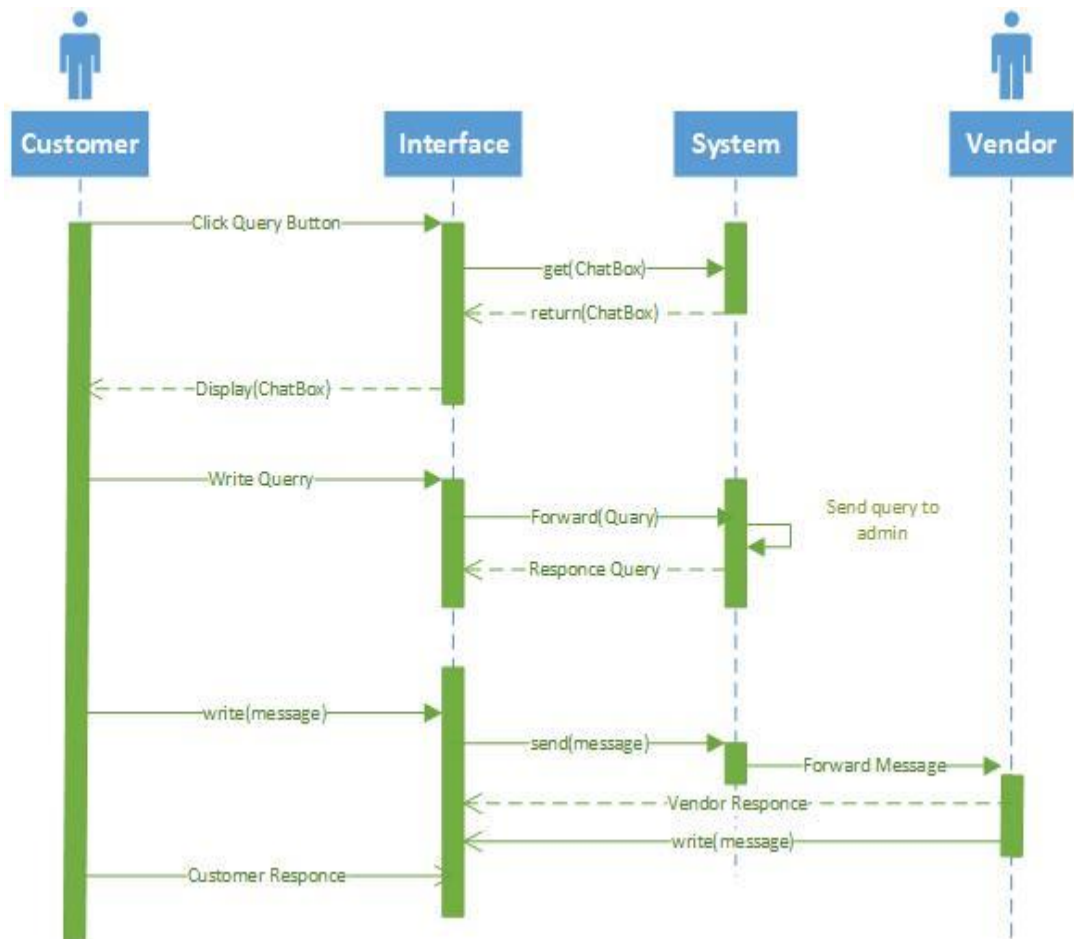 Customer
Interface
System
Vendor
Click Query Button
get(ChatBox)
return(ChatBox)
Display(ChatBox)
Write Querry
Forward(Quary)
Send query to
admin
Responce Query
write(message)
send(message)
Forward Message
Vendor Responce
write(message)
Customer Responce